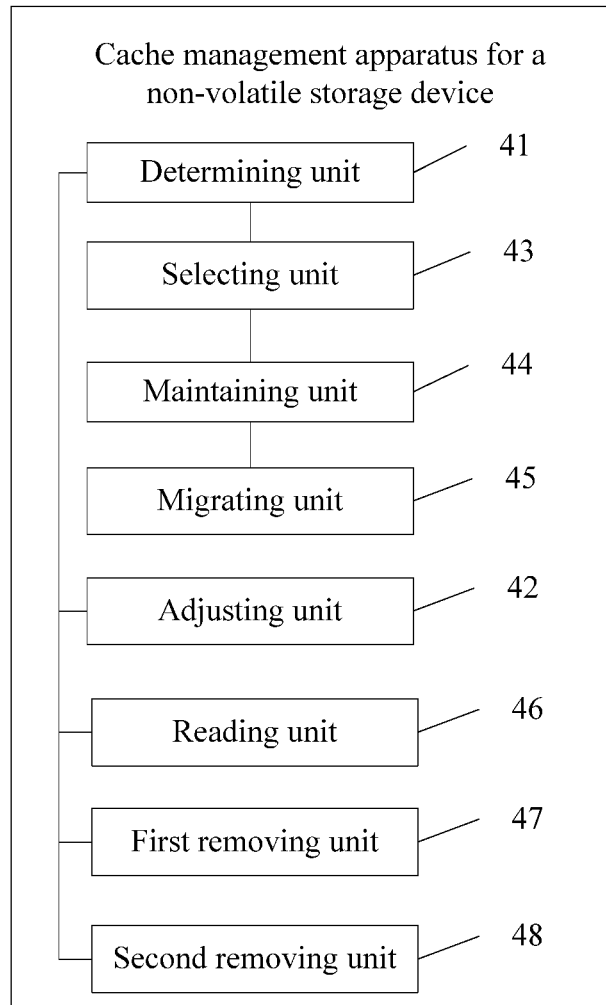 Cache management apparatus for a
non-volatile storage device
41
Determining unit
43
Selecting unit
44
Maintaining unit
45
Migrating unit
42
Adjusting unit
46
Reading unit
47
First removing unit
48
Second removing unit